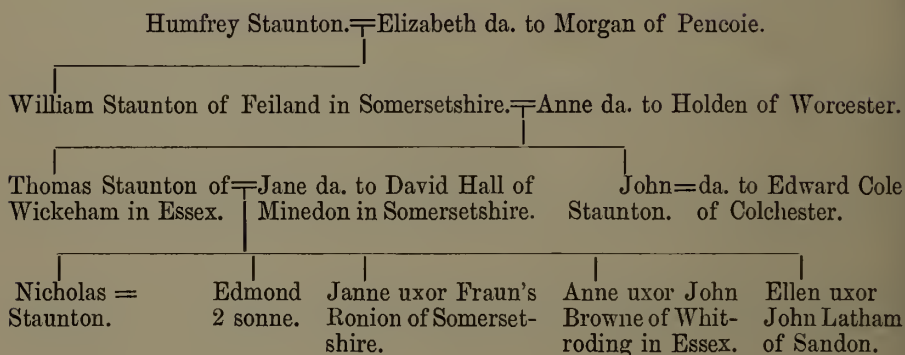 Humfrey Staunton.=Elizabeth da. to Morgan of Pencoie.
William Staunton of Feiland in Somersetshire.=Anne da. to Holden of Worcester.
Thomas Staunton of=Jane da. to David Hall of
Wickeham in Essex. Minedon in Somersetshire.
John=da. to Edward Cole
Staunton. of Colchester.
Nicholas =
Staunton.
Edmond
2 sonne.
Janne uxor Fraun's
Ronion of Somerset-
shire.
Anne uxor John
Browne of Whit-
roding in Essex.
Ellen uxor
John Latham
of Sandon.